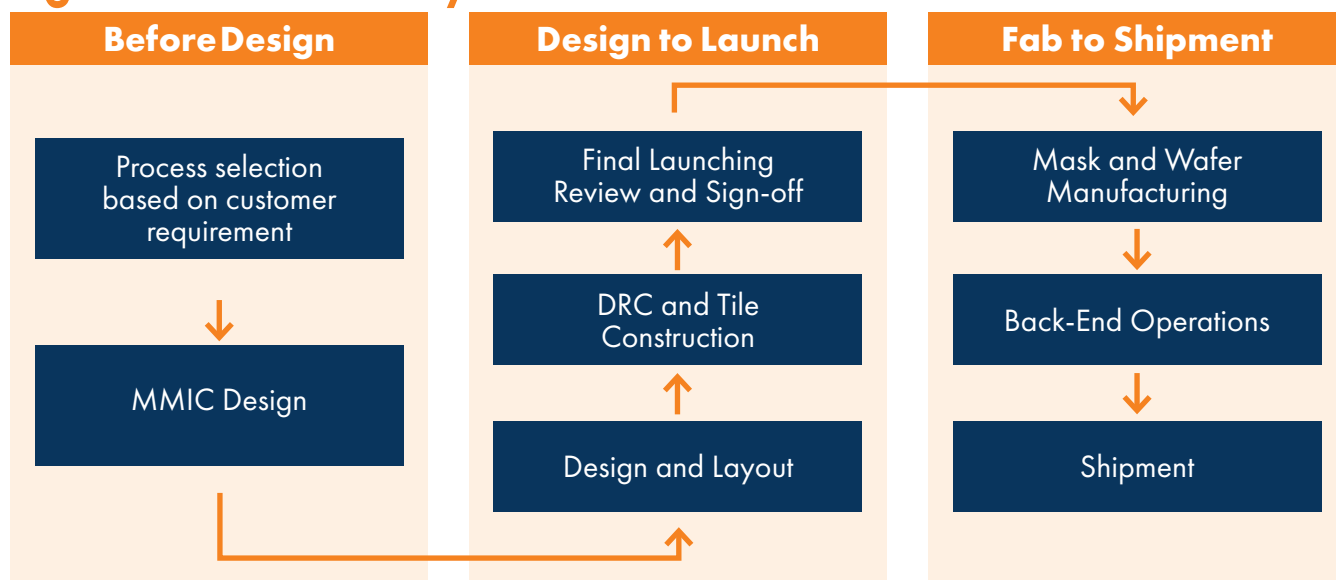 Before Design
Process selection
based on customer
requirement
MMIC Design
Design to Launch
Final Launching
Review and Sign-off
DRC and Tile
Construction
Design and Layout
Fab to Shipment
Mask and Wafer
Manufacturing
Back-End Operations
Shipment